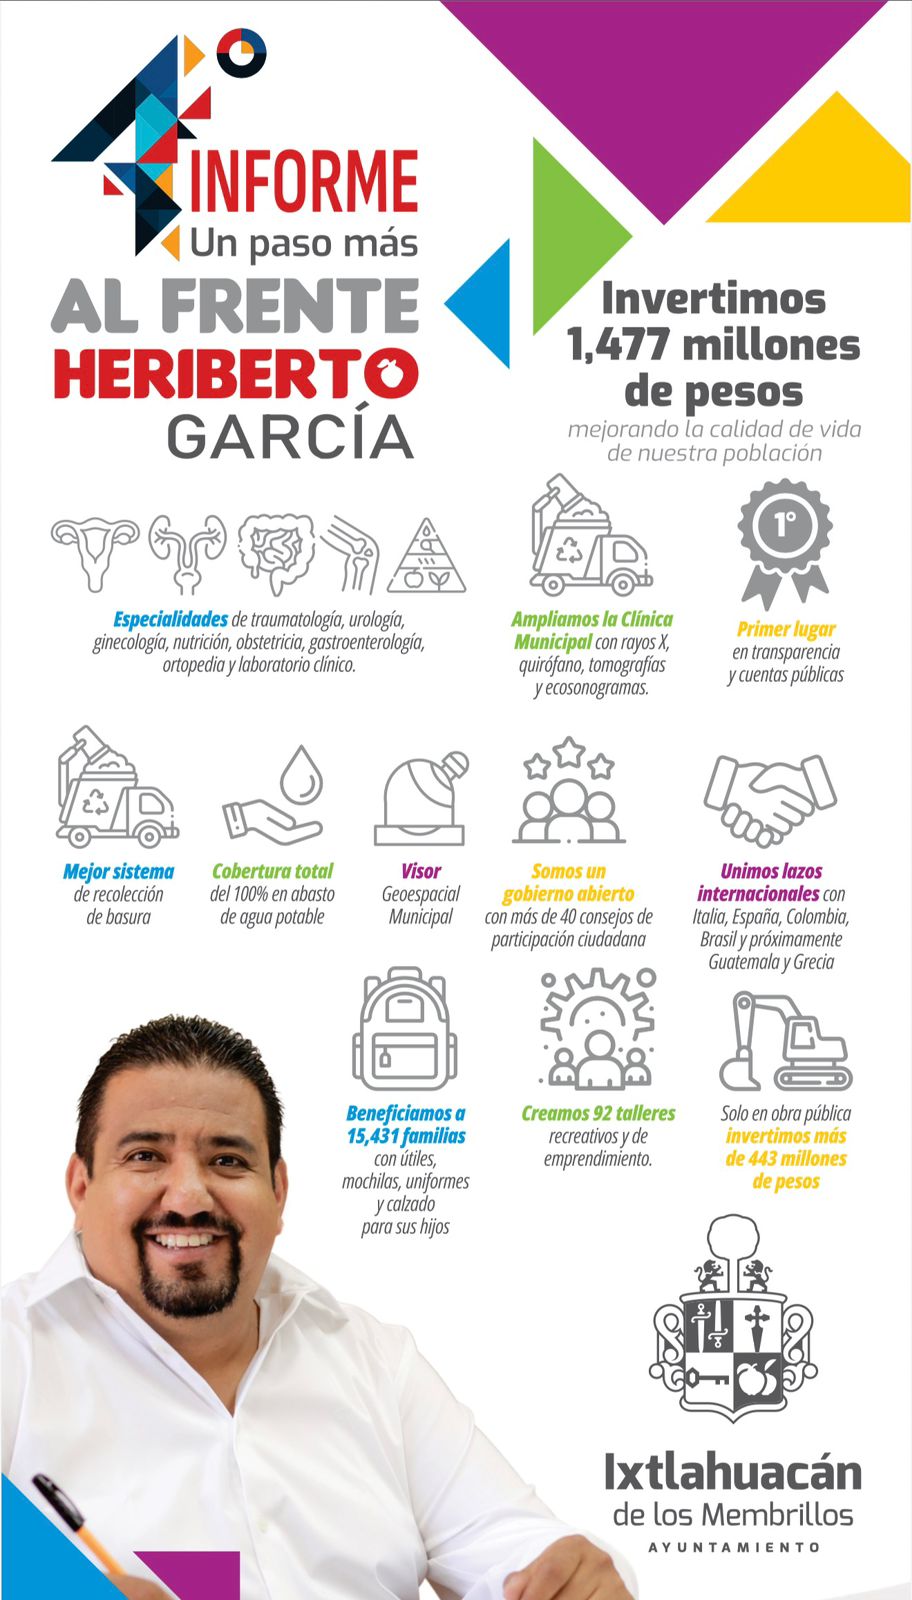 4°
INFORME
Un paso más
AL FRENTE
HERIBERTO
GARCÍA
Invertimos
1,477 millones
de pesos
mejorando la calidad de vida
de nuestra población
Especialidades de traumatología, urología,
ginecología, nutrición, obstetricia, gastroenterología,
ortopedia y laboratorio clínico.
Ampliamos la Clínica
Municipal con rayos X,
quirófano, tomografías
y ecosonogramas.
1°
Primer lugar
en transparencia
y cuentas públicas
Mejor sistema
de recolección
de basura
Cobertura total
del 100% en abasto
de agua potable
Visor
Geoespacial
Municipal
Somos un
gobierno abierto
con más de 40 consejos de
participación ciudadana
Unimos lazos
internacionales con
Italia, España, Colombia,
Brasil y próximamente
Guatemala y Grecia
Beneficiamos a
15,431 familias
con útiles,
mochilas, uniformes
y calzado
para sus hijos
Creamos 92 talleres
recreativos y de
emprendimiento.
Solo en obra pública
invertimos más
de 443 millones
de pesos
Ixtlahuacán
de los Membrillos
AYUNTAMIENTO